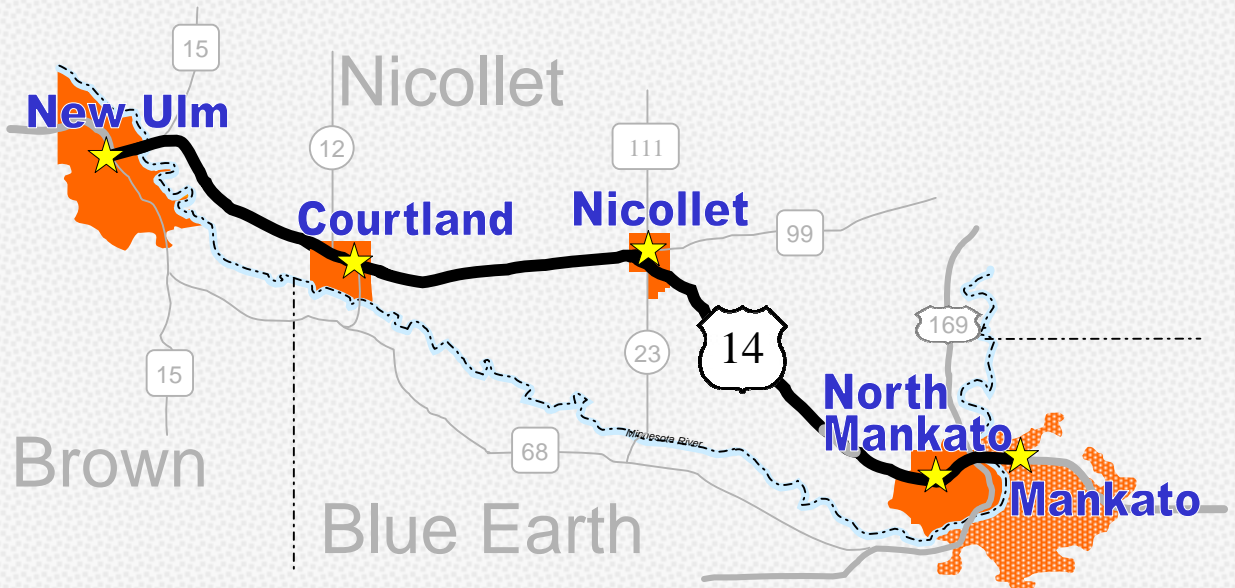 15
Nicollet
New Ulm
12
111
Courtland
Nicollet
99
169
14
23
15
North
Mankato
Minnesota River
68
Brown
Mankato
Blue Earth